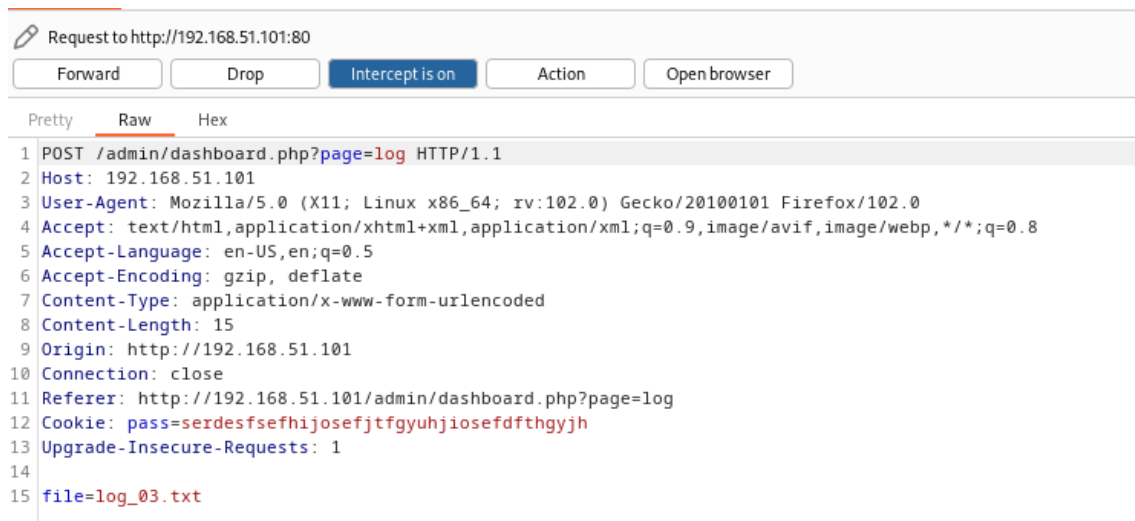 Request to http://192.168.51.101:80
Forward Drop Intercept is on Action Open browser
Pretty Raw Hex
1 POST /admin/dashboard.php?page=log HTTP/1.1
2 Host: 192.168.51.101
3 User-Agent: Mozilla/5.0 (X11; Linux x86_64; rv:102.0) Gecko/20100101 Firefox/102.0
4 Accept: text/html,application/xhtml+xml,application/xml;q=0.9,image/avif,image/webp,*/*;q=0.8
5 Accept-Language: en-US,en;q=0.5
6 Accept-Encoding: gzip, deflate
7 Content-Type: application/x-www-form-urlencoded
8 Content-Length: 15
9 Origin: http://192.168.51.101
10 Connection: close
11 Referer: http://192.168.51.101/admin/dashboard.php?page=log
12 Cookie: pass=serdesfsefhijosefjtfgyuhjiosefdfthgyjh
13 Upgrade-Insecure-Requests: 1
14
15 file=log_03.txt